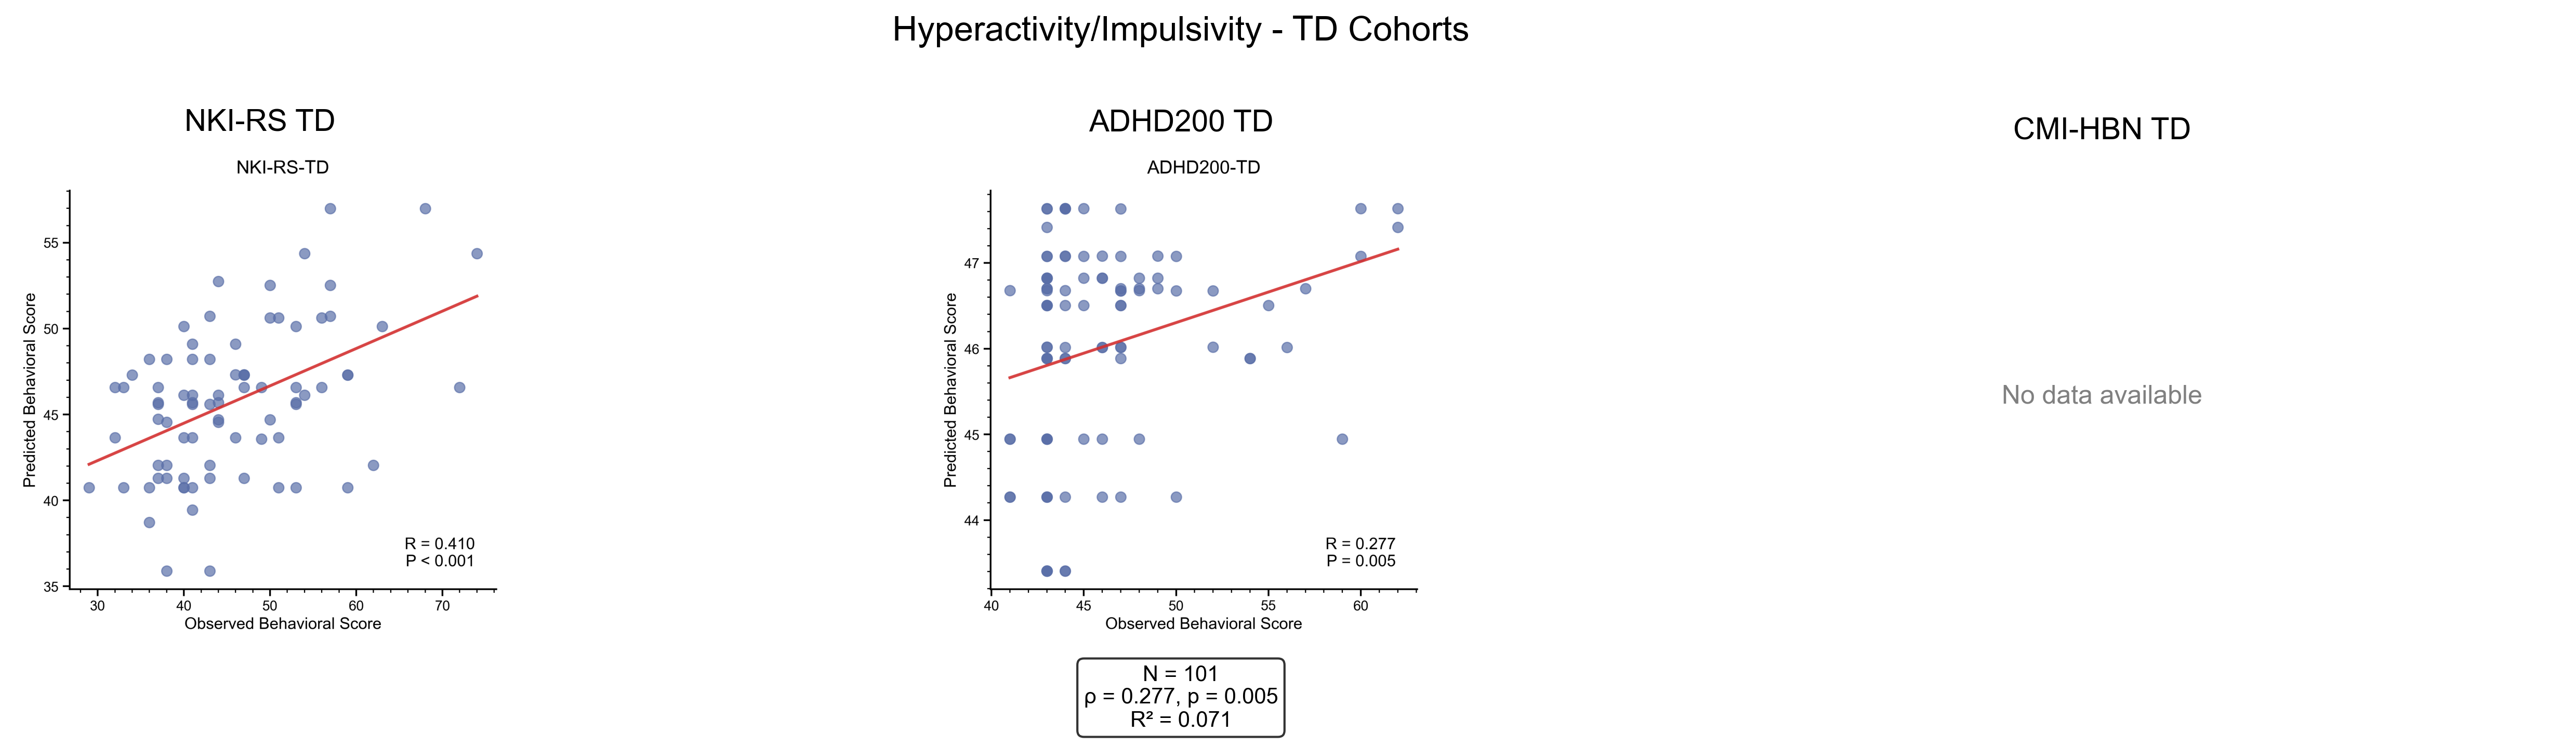 Hyperactivity/Impulsivity - TD Cohorts
NKI-RS TD
NKI-RS-TD
55
50
45
40
35
Predicted Behavioral Score
R = 0.410
P < 0.001
30 40 50 60 70
Observed Behavioral Score
ADHD200 TD
ADHD200-TD
47
46
45
44
Predicted Behavioral Score
R = 0.277
P = 0.005
40 45 50 55 60
Observed Behavioral Score
N = 101
ρ = 0.277, p = 0.005
R² = 0.071
CMI-HBN TD
No data available